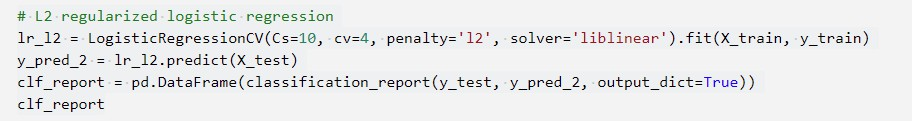 # L2 regularized logistic regression
lr_l2 = LogisticRegressionCV(Cs=10, cv=4, penalty='l2', solver='liblinear').fit(X_train, y_train)
y_pred_2 = lr_l2.predict(X_test)
clf_report = pd.DataFrame(classification_report(y_test, y_pred_2, output_dict=True))
clf_report